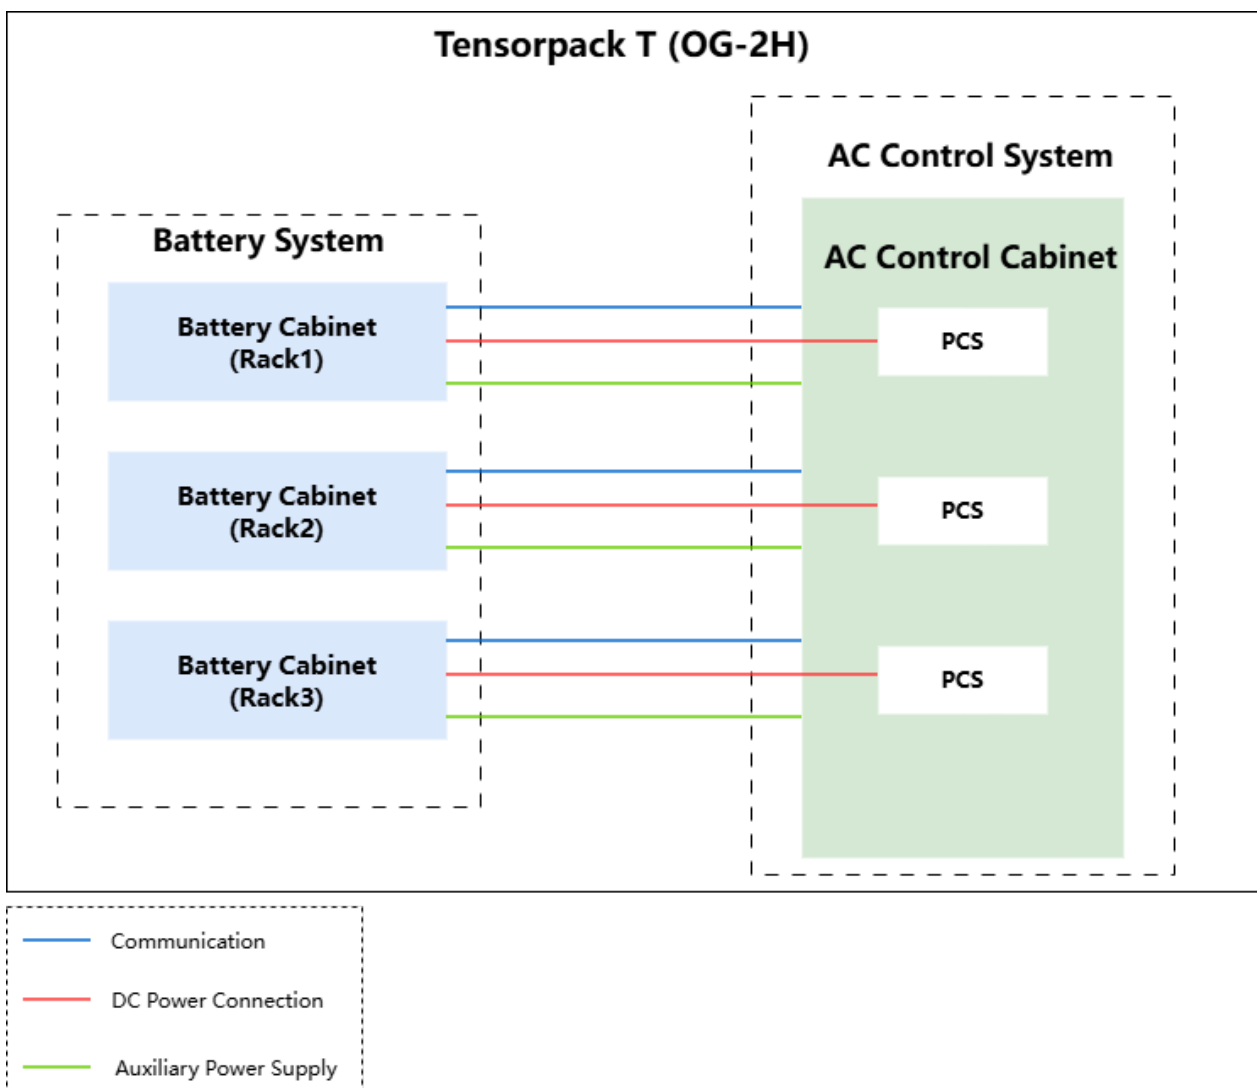 Tensorpack T (OG-2H)
AC Control System
Battery System
AC Control Cabinet
Battery Cabinet
(Rack1)
PCS
Battery Cabinet
(Rack2)
PCS
Battery Cabinet
(Rack3)
PCS
Communication
DC Power Connection
Auxiliary Power Supply